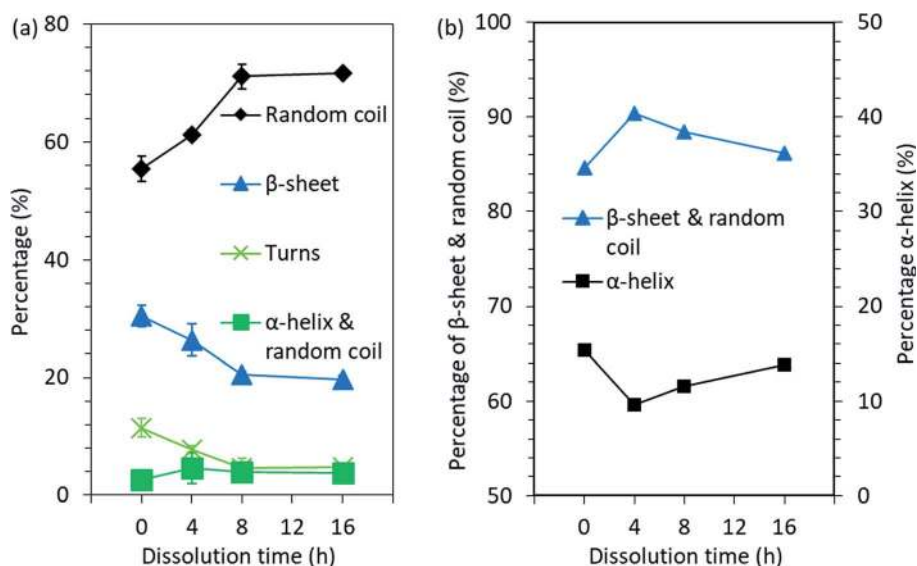 (a)
80
60
40
20
0
Percentage (%)
Random coil
β-sheet
Turns
α-helix &
random coil
0 4 8 12 16
Dissolution time (h)
(b)
100
90
80
70
60
50
Percentage of β-sheet & random coil (%)
β-sheet & random
coil
α-helix
50
40
30
20
10
0
Percentage α-helix (%)
0 4 8 12 16
Dissolution time (h)